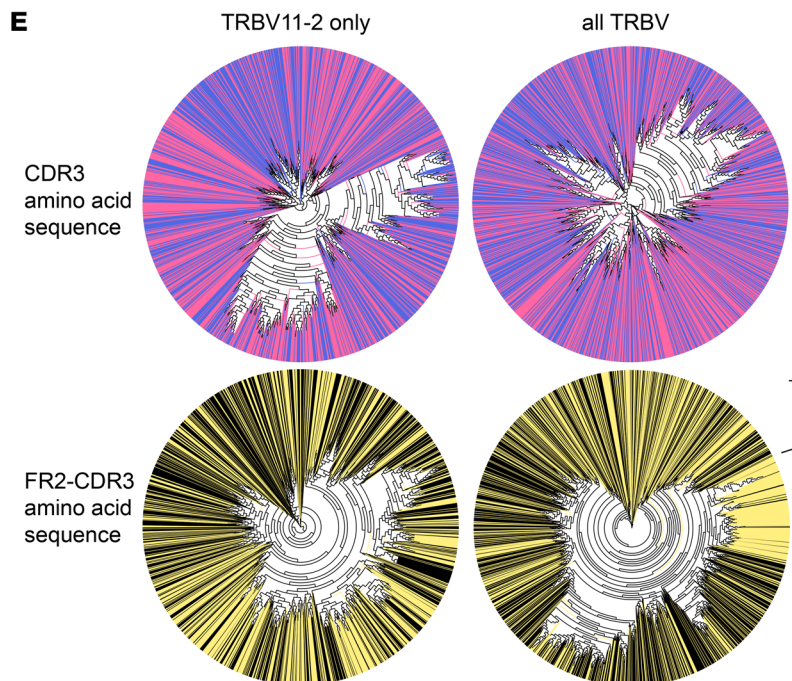 E
TRBV11-2 only
all TRBV
CDR3
amino acid
sequence
FR2-CDR3
amino acid
sequence